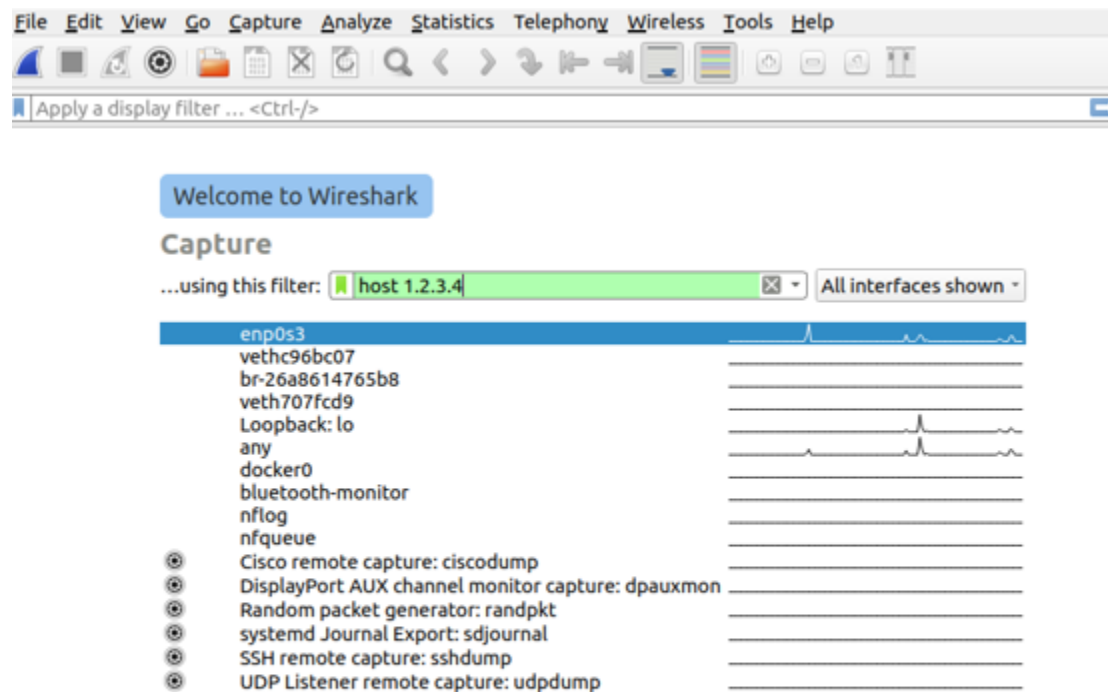 File Edit View Go Capture Analyze Statistics Telephony Wireless Tools Help
Apply a display filter … <Ctrl-/>
Welcome to Wireshark
Capture
…using this filter: host 1.2.3.4 All interfaces shown
enp0s3
vethc96bc07
br-26a8614765b8
veth707fcd9
Loopback: lo
any
docker0
bluetooth-monitor
nflog
nfqueue
Cisco remote capture: ciscodump
DisplayPort AUX channel monitor capture: dpauxmon
Random packet generator: randpkt
systemd Journal Export: sdjournal
SSH remote capture: sshdump
UDP Listener remote capture: udpdump